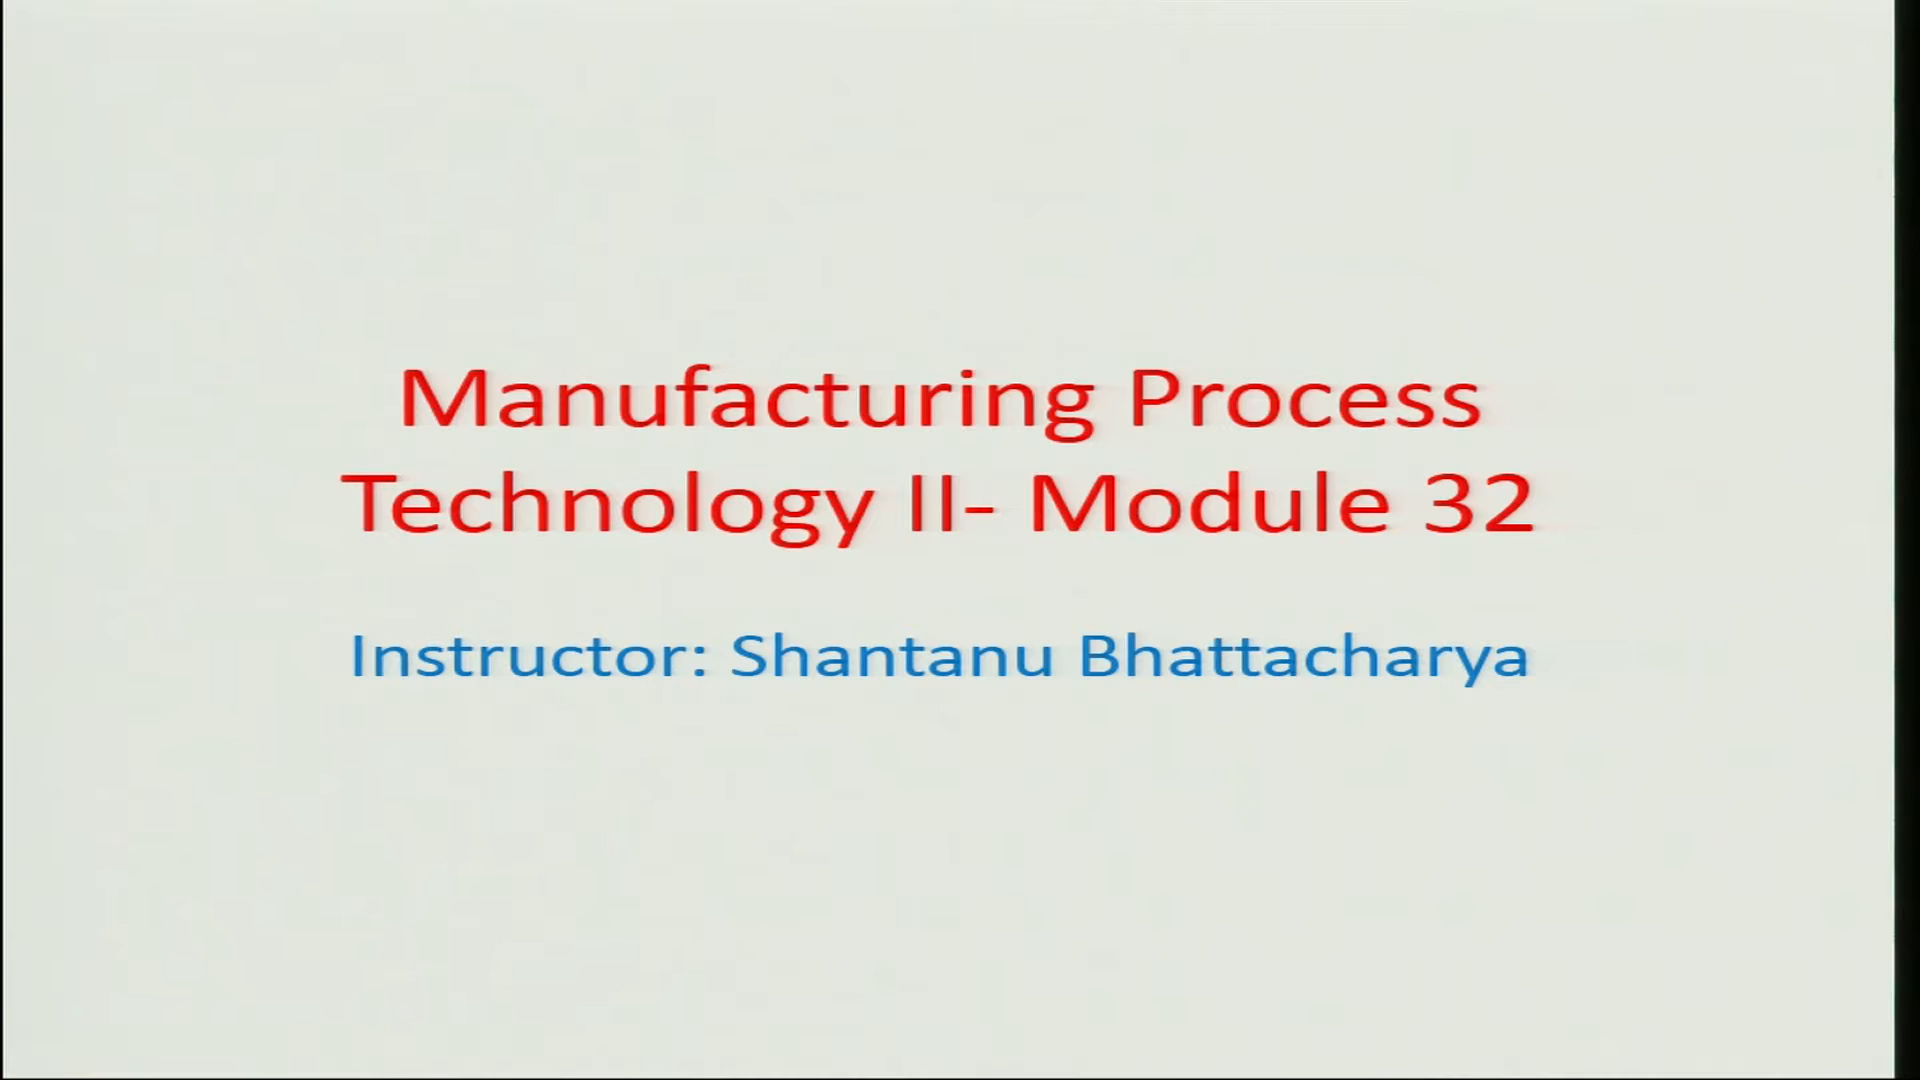 Manufacturing Process
Technology II- Module 32
Instructor: Shantanu Bhattacharya